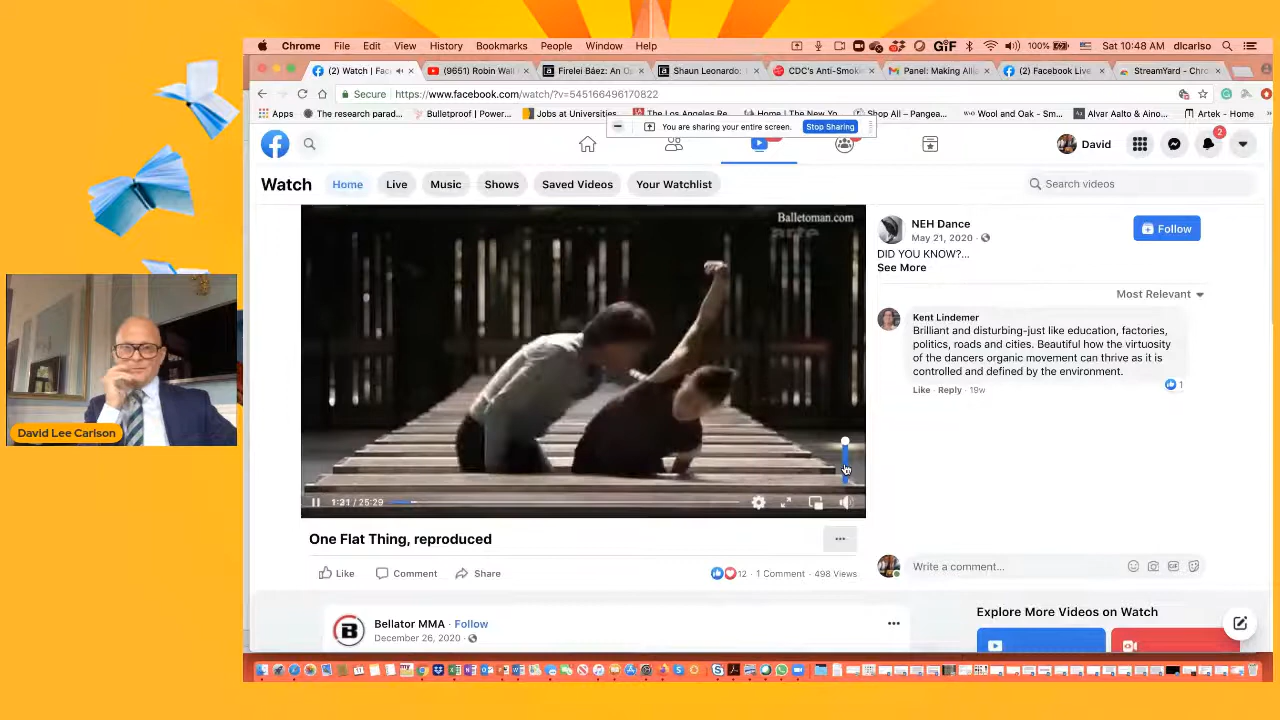 Chrome File Edit View History Bookmarks People Window Help
GIF 100% Sat 10:48 AM dlcarlso
(2) Watch | Fac
(9651) Robin Wall
Firelei Báez: An O
Shaun Leonardo:
CDC's Anti-Smoki
Panel: Making Alli
(2) Facebook Live
StreamYard - Chro
Secure https://www.facebook.com/watch/?v=545166496170822
Apps The research parad... Bulletproof | Power... Jobs at Universities The Los Angeles Re Home | The New Yo Shop All – Pangea... Wool and Oak - Sm... Alvar Aalto & Aino... Artek - Home
You are sharing your entire screen. Stop Sharing
David
2
Watch Home Live Music Shows Saved Videos Your Watchlist Search videos
Balletoman.com
arte
1:21 / 25:29
NEH Dance
May 21, 2020 ·
Follow
DID YOU KNOW?...
See More
Most Relevant
Kent Lindemer
Brilliant and disturbing-just like education, factories,
politics, roads and cities. Beautiful how the virtuosity
of the dancers organic movement can thrive as it is
controlled and defined by the environment.
Like · Reply · 19w
1
David Lee Carlson
One Flat Thing, reproduced
...
Like Comment Share 12 · 1 Comment · 498 Views
Write a comment...
GIF
Bellator MMA · Follow
December 26, 2020 ·
Explore More Videos on Watch